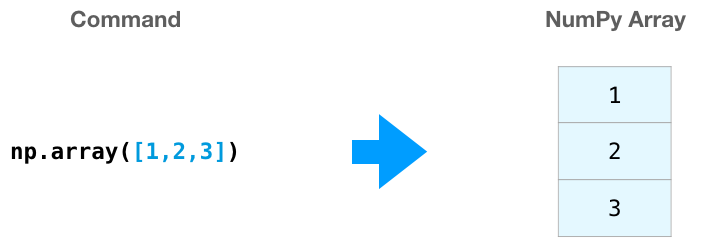 Command
NumPy Array
np.array([1,2,3])
1
2
3